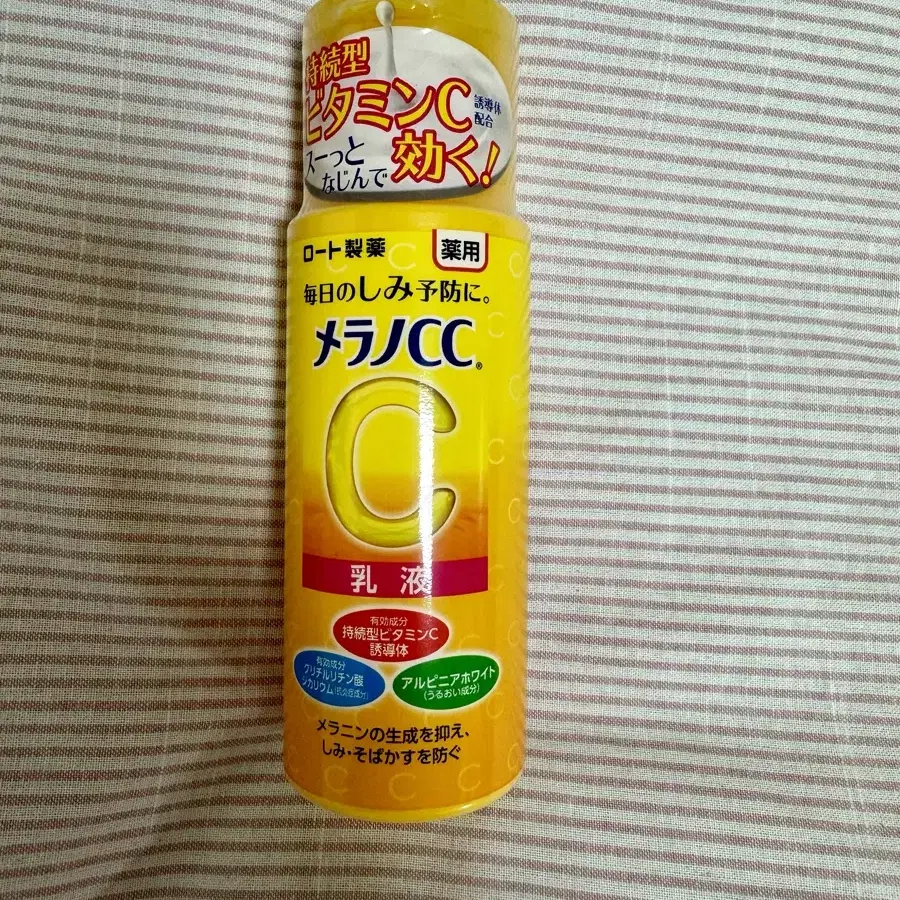 持続型
ビタミンC 誘導体配合
スーっと
なじんで
効く!
ロート製薬 薬用
毎日のしみ予防に。
メラノCC®
C
乳液
有効成分
持続型ビタミンC
誘導体
有効成分
グリチルリチン酸
ジカリウム(抗炎症成分)
アルピニアホワイト
(うるおい成分)
メラニンの生成を抑え、
しみ・そばかすを防ぐ